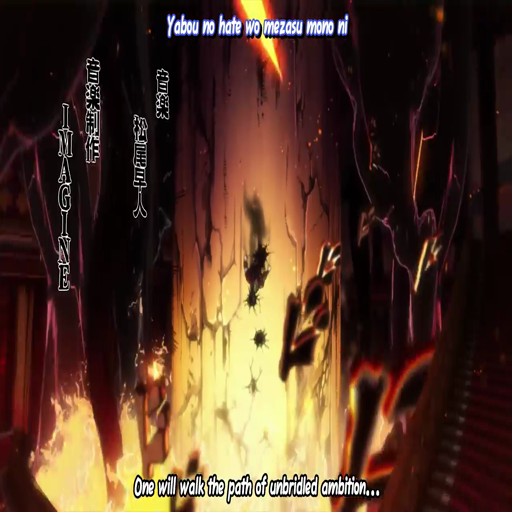 Yabou no hate wo mezasu mono ni
音楽
松尾早人
音楽制作
IMAGINE
One will walk the path of unbridled ambition...